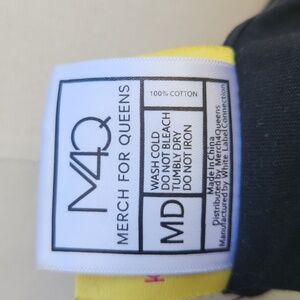 M4Q
MERCH FOR QUEENS
100% COTTON
WASH COLD
DO NOT BLEACH
TUMBLY DRY
DO NOT IRON
MD
Made In China
Distributed by Merch4Queens
Manufactured by White Label Connection